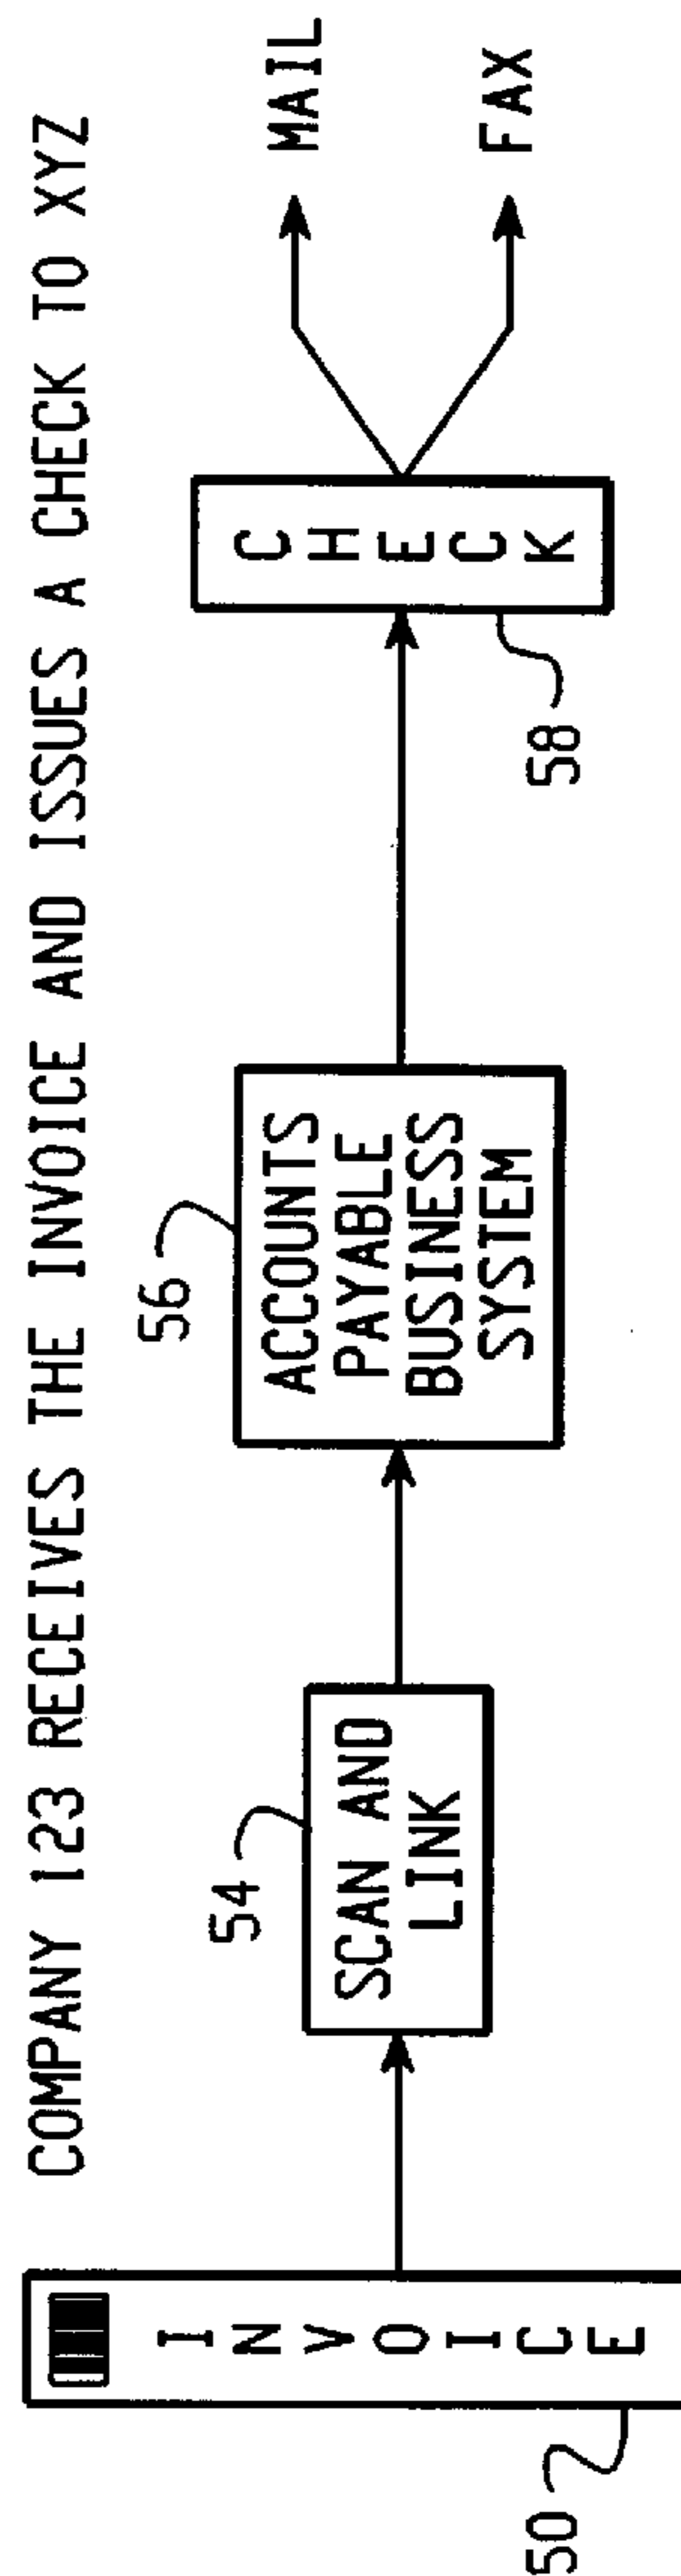 COMPANY 123 RECEIVES THE INVOICE AND ISSUES A CHECK TO XYZ
INVOICE
50
54
SCAN AND
LINK
56
ACCOUNTS
PAYABLE
BUSINESS
SYSTEM
CHECK
58
MAIL
FAX